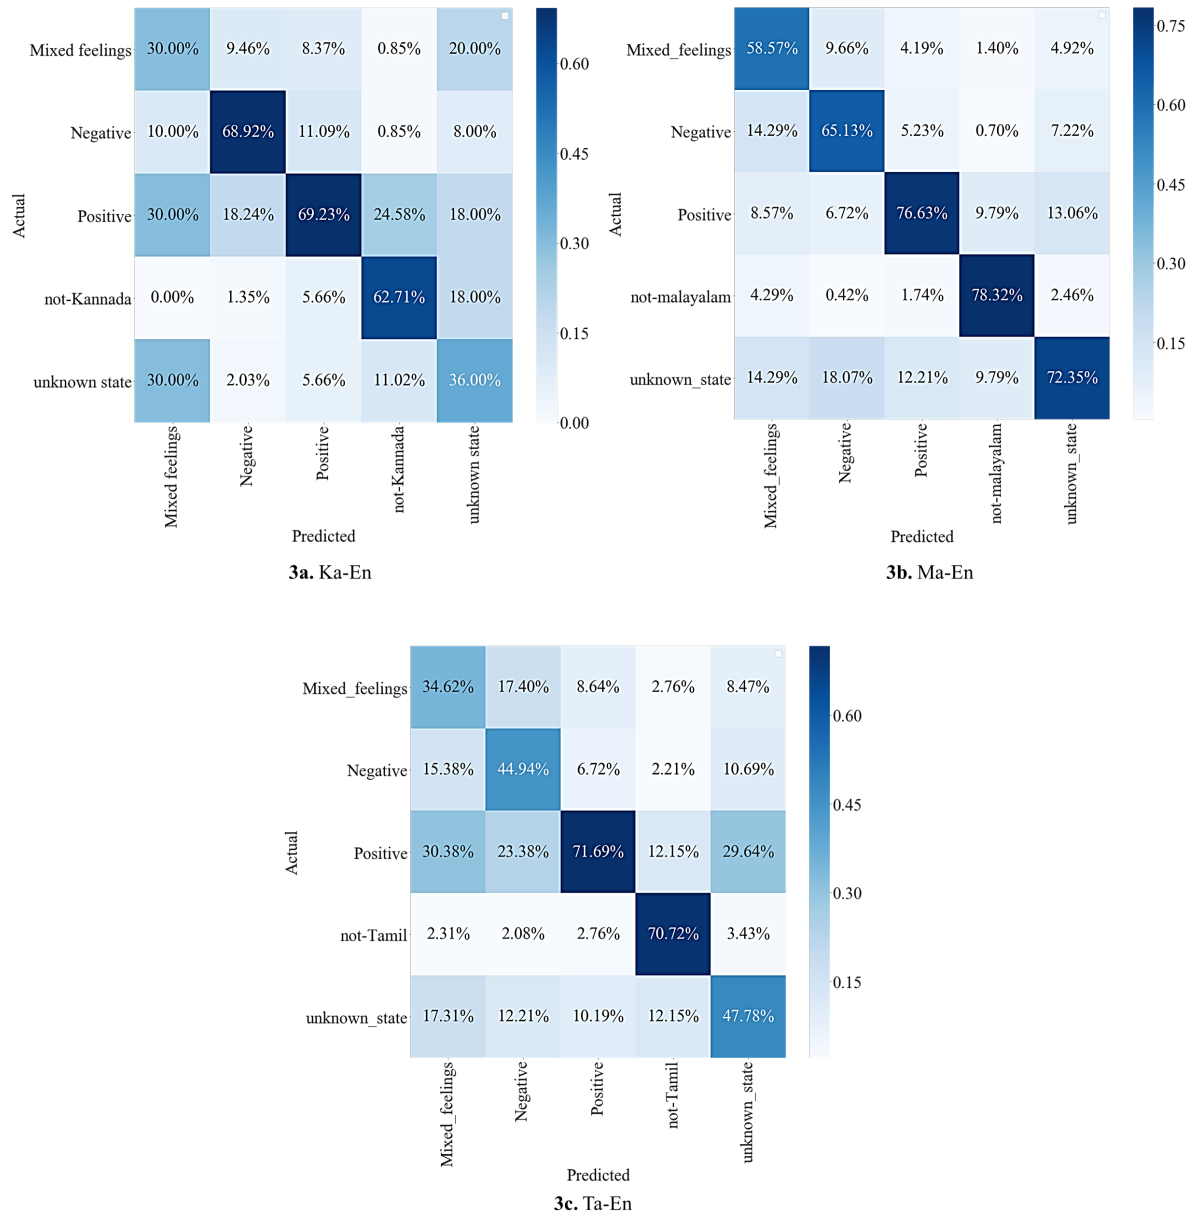 Mixed feelings 30.00% 9.46% 8.37% 0.85% 20.00%
Negative 10.00% 68.92% 11.09% 0.85% 8.00%
Positive 30.00% 18.24% 69.23% 24.58% 18.00%
not-Kannada 0.00% 1.35% 5.66% 62.71% 18.00%
unknown state 30.00% 2.03% 5.66% 11.02% 36.00%
Actual
0.60
0.45
0.30
0.15
0.00
Mixed feelings
Negative
Positive
not-Kannada
unknown state
Predicted
3a. Ka-En
Mixed_feelings 58.57% 9.66% 4.19% 1.40% 4.92%
Negative 14.29% 65.13% 5.23% 0.70% 7.22%
Positive 8.57% 6.72% 76.63% 9.79% 13.06%
not-malayalam 4.29% 0.42% 1.74% 78.32% 2.46%
unknown_state 14.29% 18.07% 12.21% 9.79% 72.35%
Actual
0.75
0.60
0.45
0.30
0.15
Mixed_feelings
Negative
Positive
not-malayalam
unknown_state
Predicted
3b. Ma-En
Mixed_feelings 34.62% 17.40% 8.64% 2.76% 8.47%
Negative 15.38% 44.94% 6.72% 2.21% 10.69%
Positive 30.38% 23.38% 71.69% 12.15% 29.64%
not-Tamil 2.31% 2.08% 2.76% 70.72% 3.43%
unknown_state 17.31% 12.21% 10.19% 12.15% 47.78%
Actual
0.60
0.45
0.30
0.15
Mixed_feelings
Negative
Positive
not-Tamil
unknown_state
Predicted
3c. Ta-En